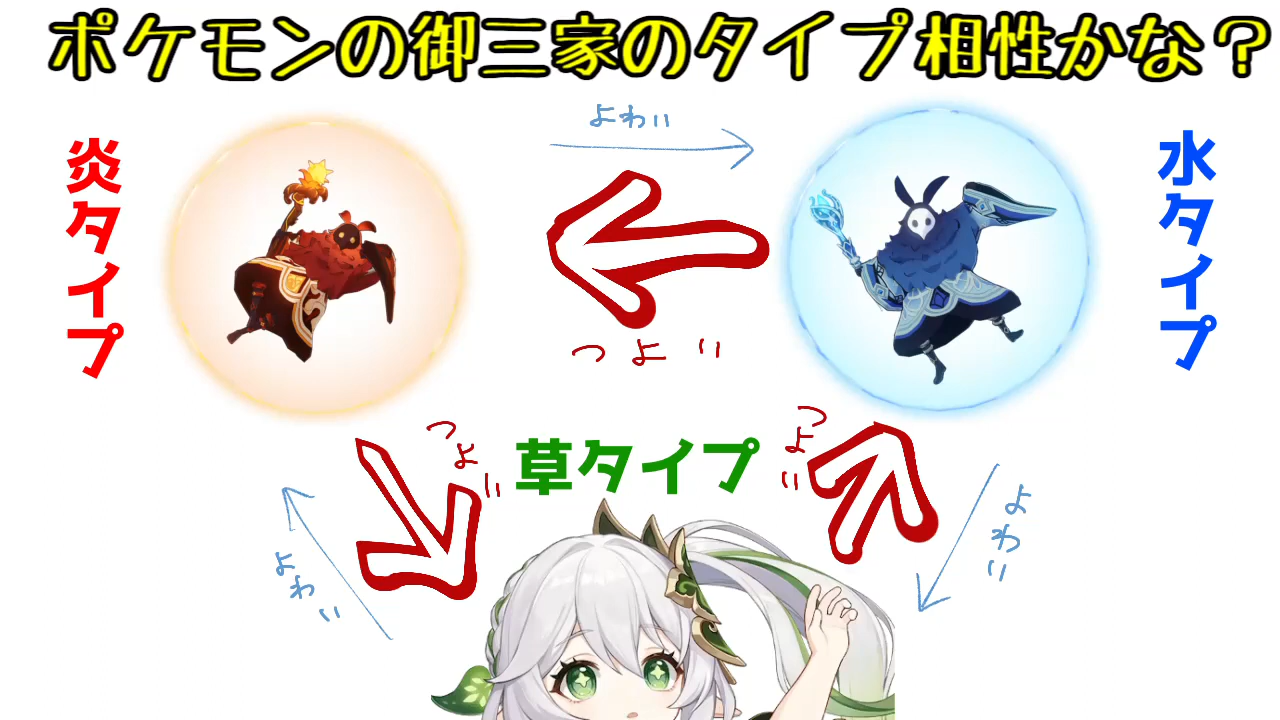 ポケモンの御三家のタイプ相性かな？
炎タイプ
よわい
つよい
水タイプ
つよい
草タイプ
つよい
よわい
よわい